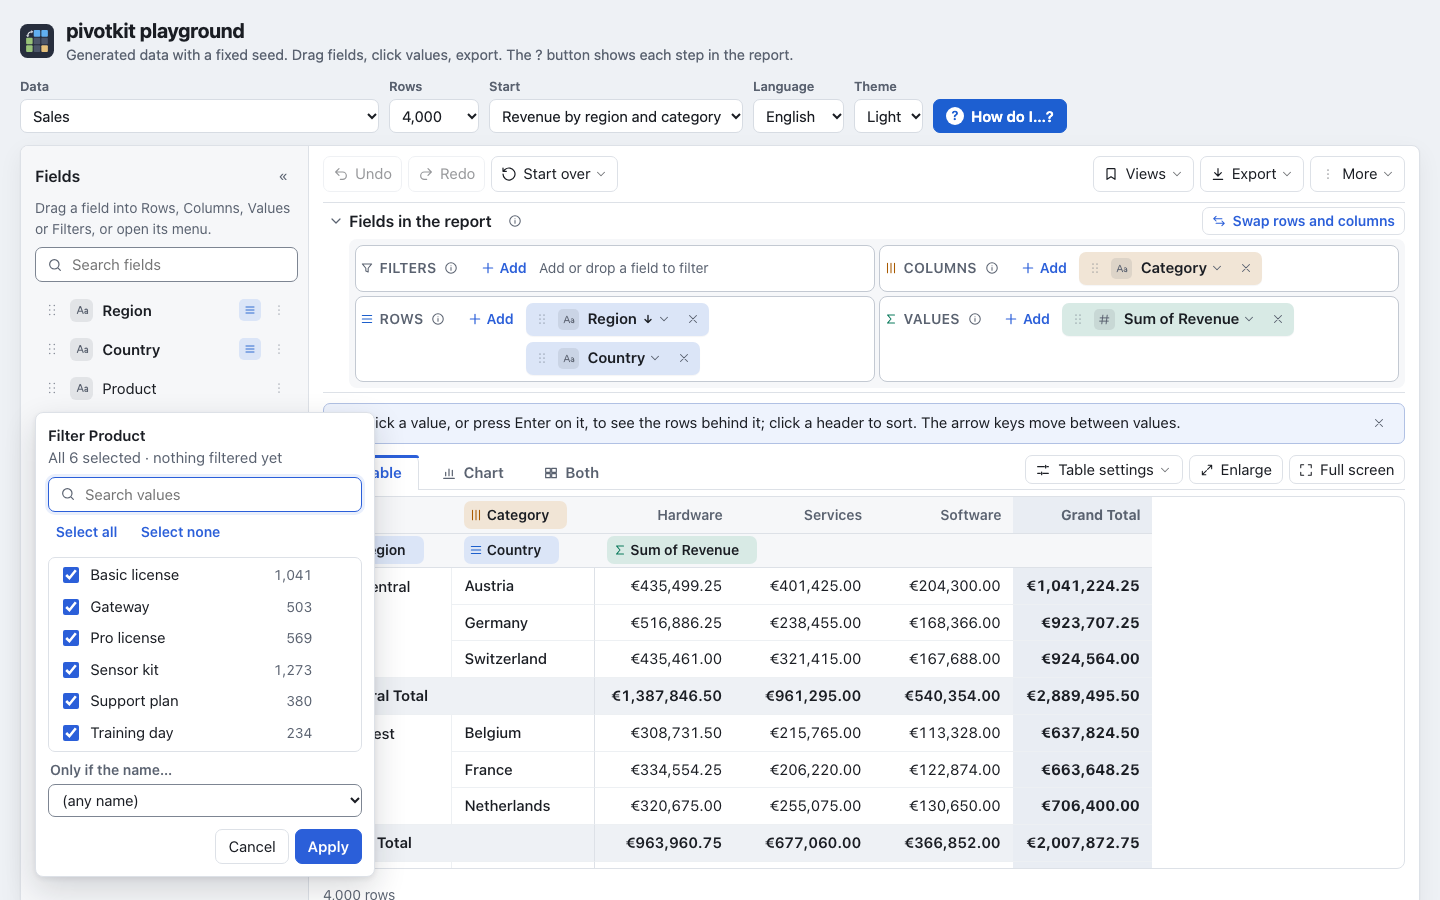 pivotkit playground
Generated data with a fixed seed. Drag fields, click values, export. The ? button shows each step in the report.
Data Rows Start Language Theme
Sales 4,000 Revenue by region and category English Light ? How do I...?
Fields «
Drag a field into Rows, Columns, Values
or Filters, or open its menu.
Search fields
Aa Region
Aa Country
Aa Product
Filter Product
All 6 selected · nothing filtered yet
Search values
Select all Select none
Basic license 1,041
Gateway 503
Pro license 569
Sensor kit 1,273
Support plan 380
Training day 234
Only if the name...
(any name)
Cancel Apply
Undo Redo Start over Views Export More
Fields in the report Swap rows and columns
FILTERS + Add Add or drop a field to filter
COLUMNS + Add Aa Category
ROWS + Add Aa Region ↓
Aa Country
Σ VALUES + Add # Sum of Revenue
ick a value, or press Enter on it, to see the rows behind it; click a header to sort. The arrow keys move between values.
able Chart Both Table settings Enlarge Full screen
Category Hardware Services Software Grand Total
egion Country Σ Sum of Revenue
entral Austria €435,499.25 €401,425.00 €204,300.00 €1,041,224.25
Germany €516,886.25 €238,455.00 €168,366.00 €923,707.25
Switzerland €435,461.00 €321,415.00 €167,688.00 €924,564.00
ral Total €1,387,846.50 €961,295.00 €540,354.00 €2,889,495.50
est Belgium €308,731.50 €215,765.00 €113,328.00 €637,824.50
France €334,554.25 €206,220.00 €122,874.00 €663,648.25
Netherlands €320,675.00 €255,075.00 €130,650.00 €706,400.00
Total €963,960.75 €677,060.00 €366,852.00 €2,007,872.75
4,000 rows